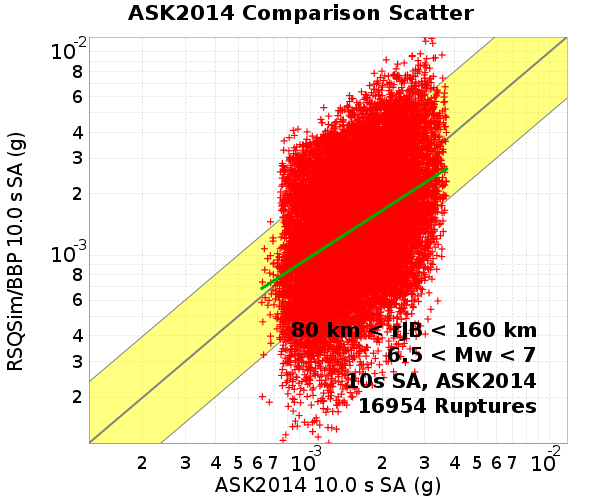 ASK2014 Comparison Scatter
RSQSim/BBP 10.0 s SA (g)
10⁻²
8
6
4
3
2
10⁻³
8
6
4
3
2
80 km < rJB < 160 km
6.5 < Mw < 7
10s SA, ASK2014
16954 Ruptures
2 3 4 5 6 7 10⁻³ 2 3 4 5 6 7 10⁻²
ASK2014 10.0 s SA (g)